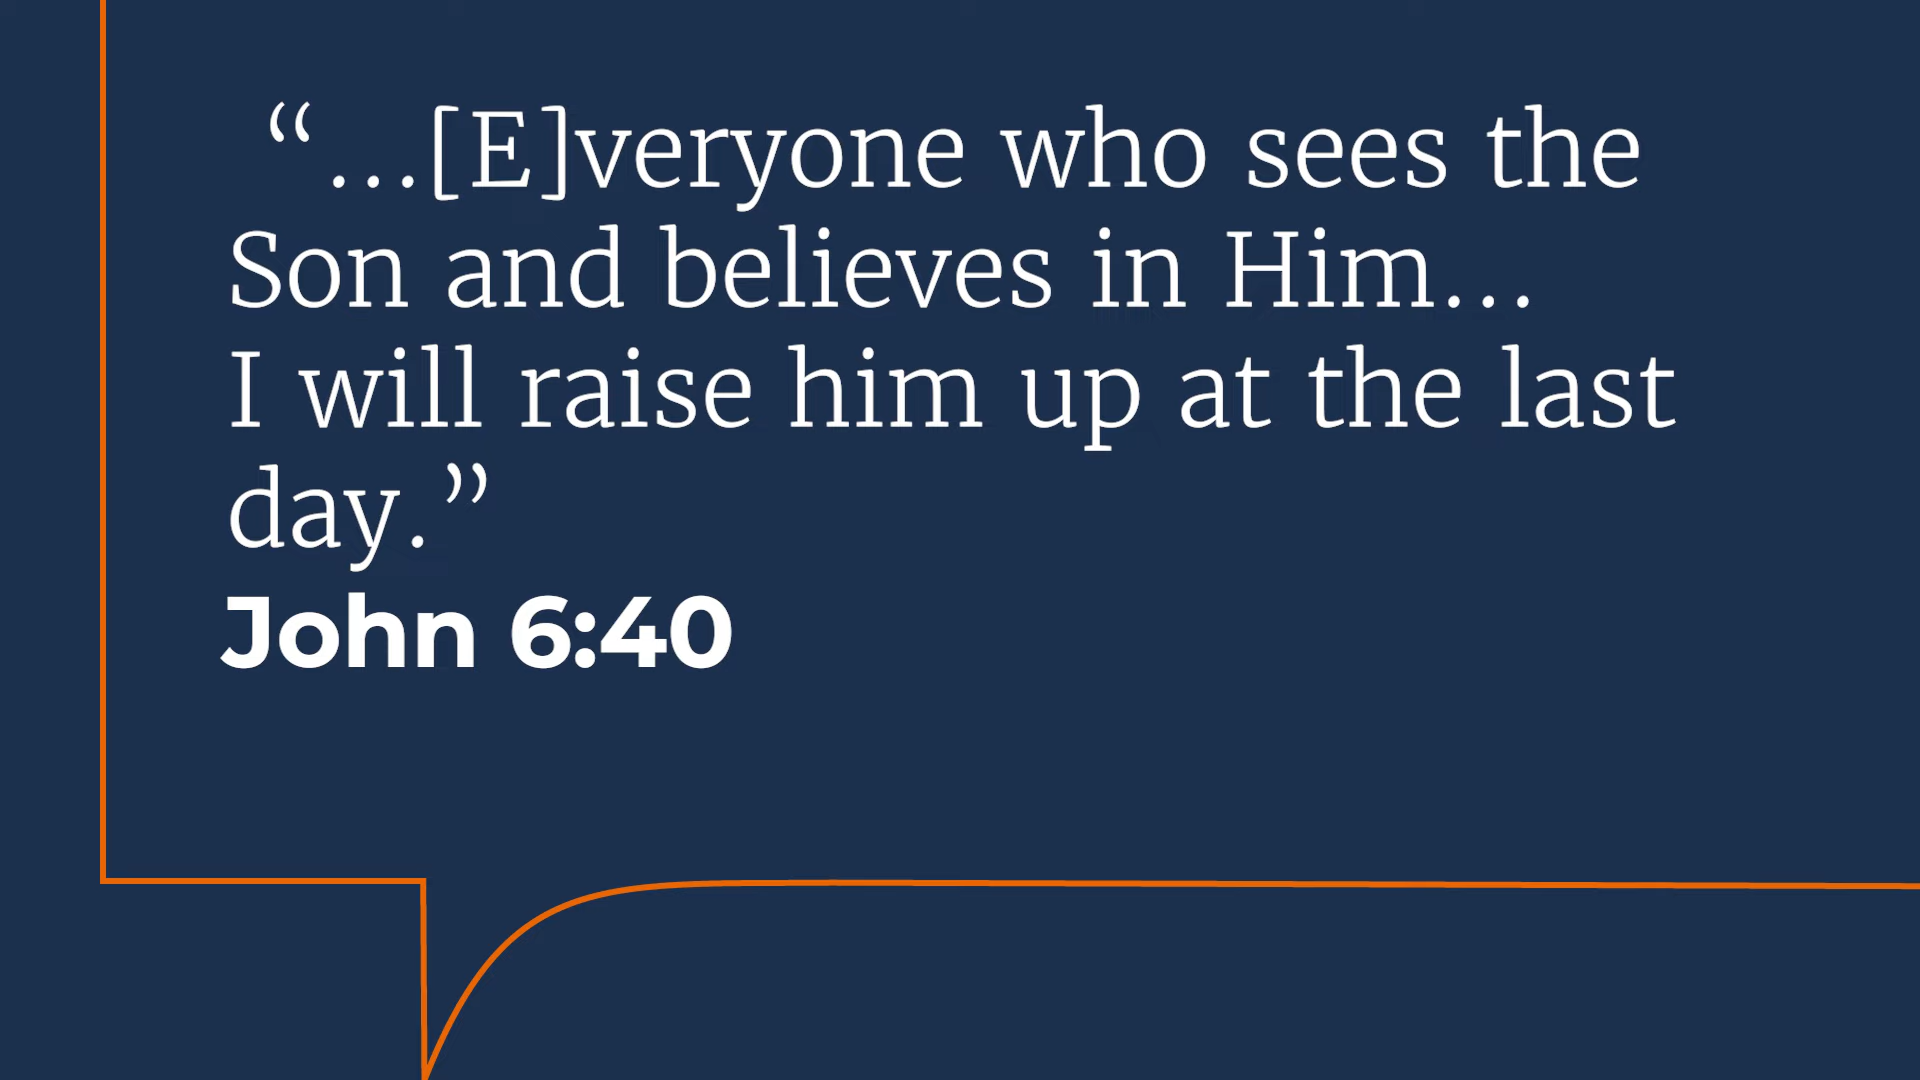 “...[E]veryone who sees the
Son and believes in Him...
I will raise him up at the last
day.”
John 6:40